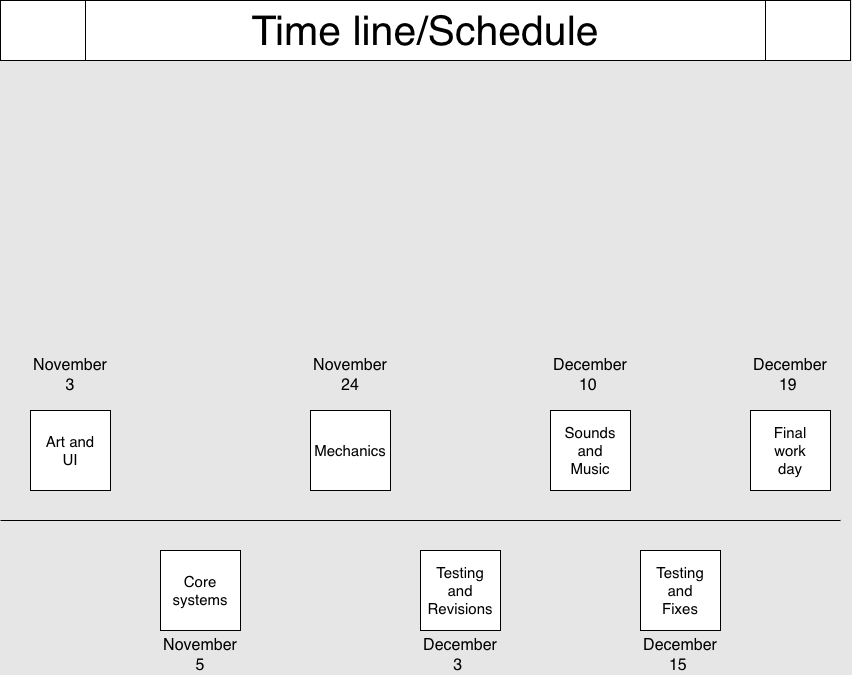 Time line/Schedule
November
3
November
24
December
10
December
19
Art and
UI
Mechanics
Sounds
and
Music
Final
work
day
Core
systems
Testing
and
Revisions
Testing
and
Fixes
November
5
December
3
December
15